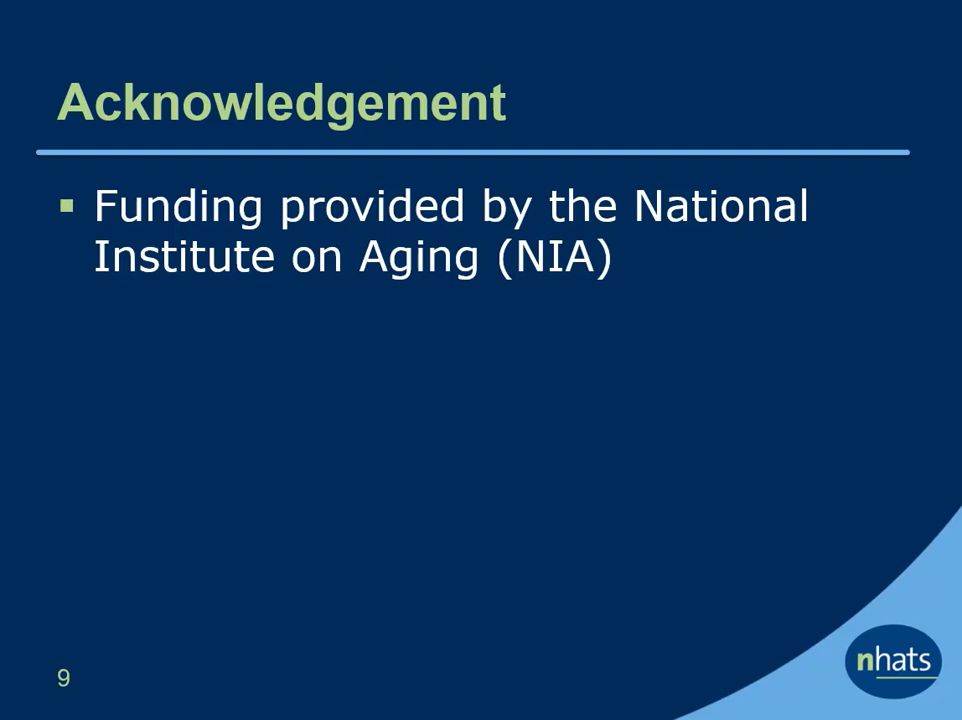 Acknowledgement
▪ Funding provided by the National
Institute on Aging (NIA)
9
nhats